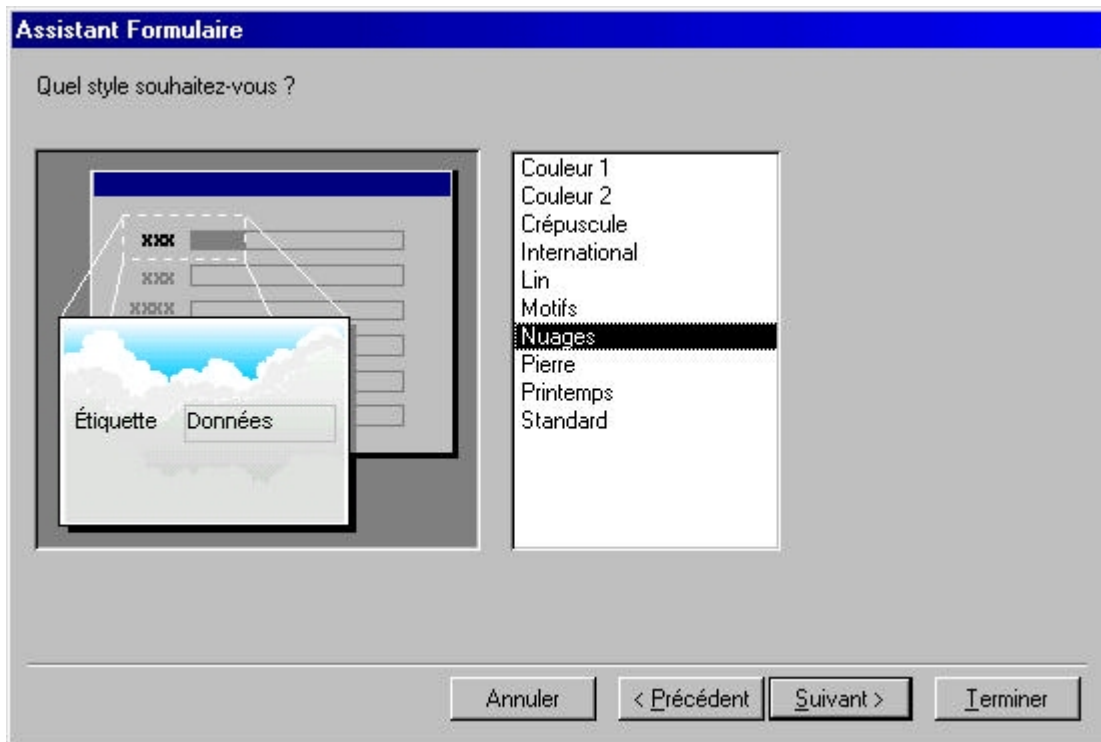 Assistant Formulaire
Quel style souhaitez-vous ?
xxx
xxx
xxxx
Étiquette Données
Couleur 1
Couleur 2
Crépuscule
International
Lin
Motifs
Nuages
Pierre
Printemps
Standard
Annuler < Précédent Suivant > Terminer